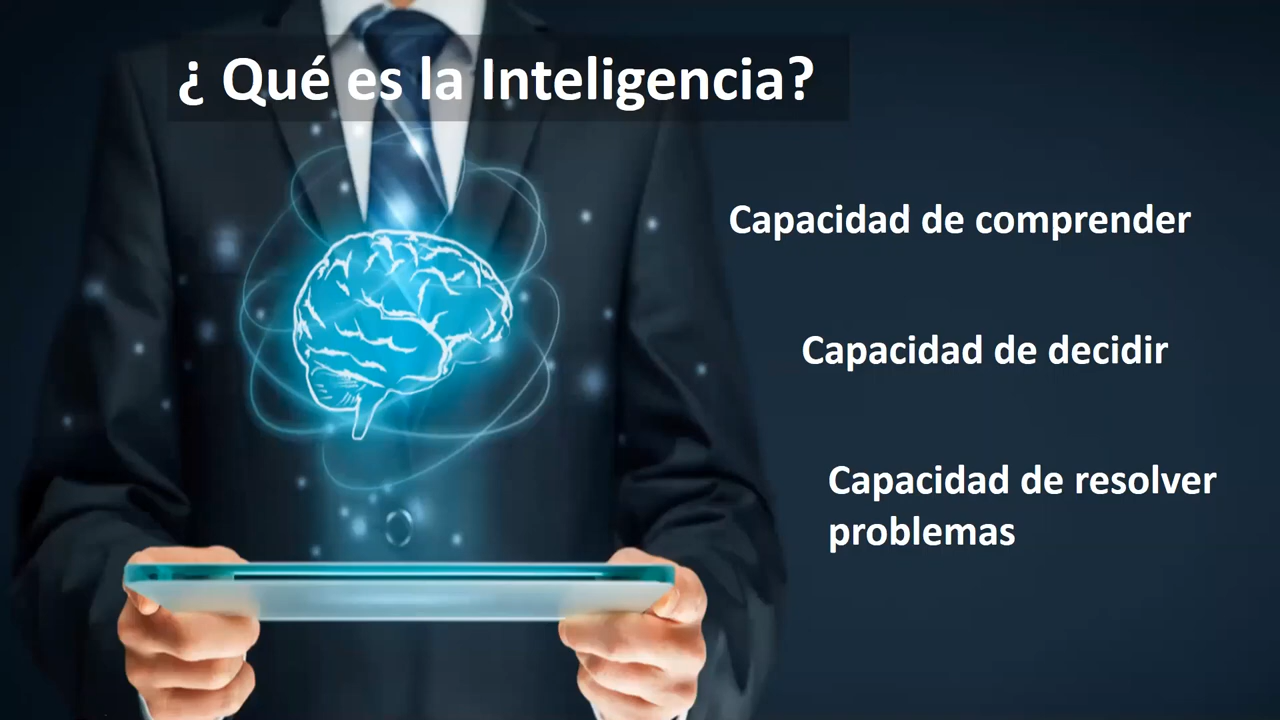 ¿ Qué es la Inteligencia?
Capacidad de comprender
Capacidad de decidir
Capacidad de resolver
problemas